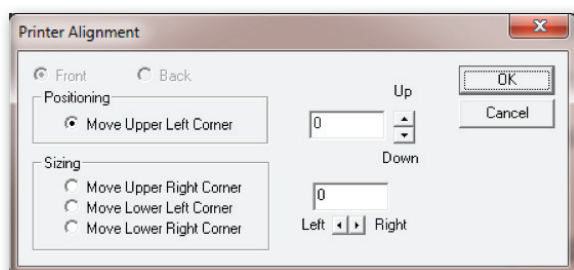 Printer Alignment
Front Back
Positioning
Move Upper Left Corner
Sizing
Move Upper Right Corner
Move Lower Left Corner
Move Lower Right Corner
Up
0
Down
0
Left Right
OK
Cancel